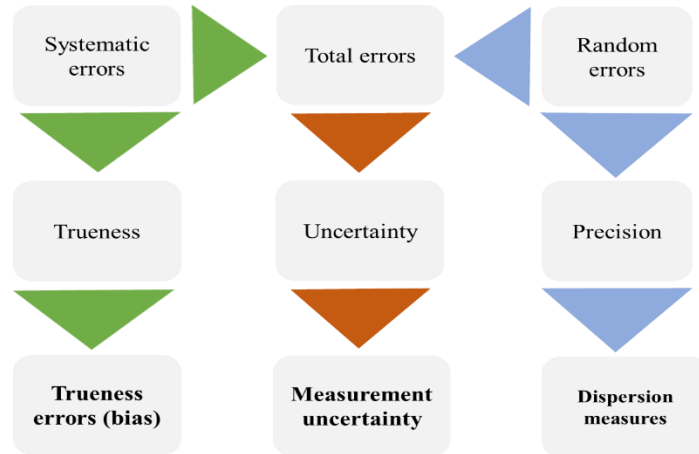 Systematic
errors
Total errors
Random
errors
Trueness
Uncertainty
Precision
Trueness
errors (bias)
Measurement
uncertainty
Dispersion
measures